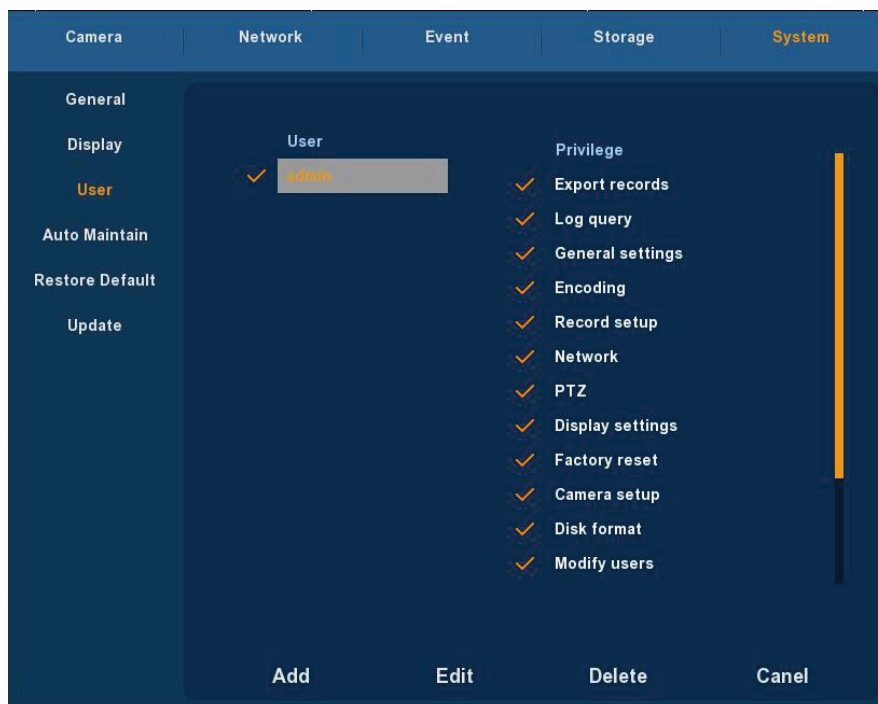 Camera Network Event Storage System
General
Display
User
Auto Maintain
Restore Default
Update
User
admin
Privilege
Export records
Log query
General settings
Encoding
Record setup
Network
PTZ
Display settings
Factory reset
Camera setup
Disk format
Modify users
Add Edit Delete Canel